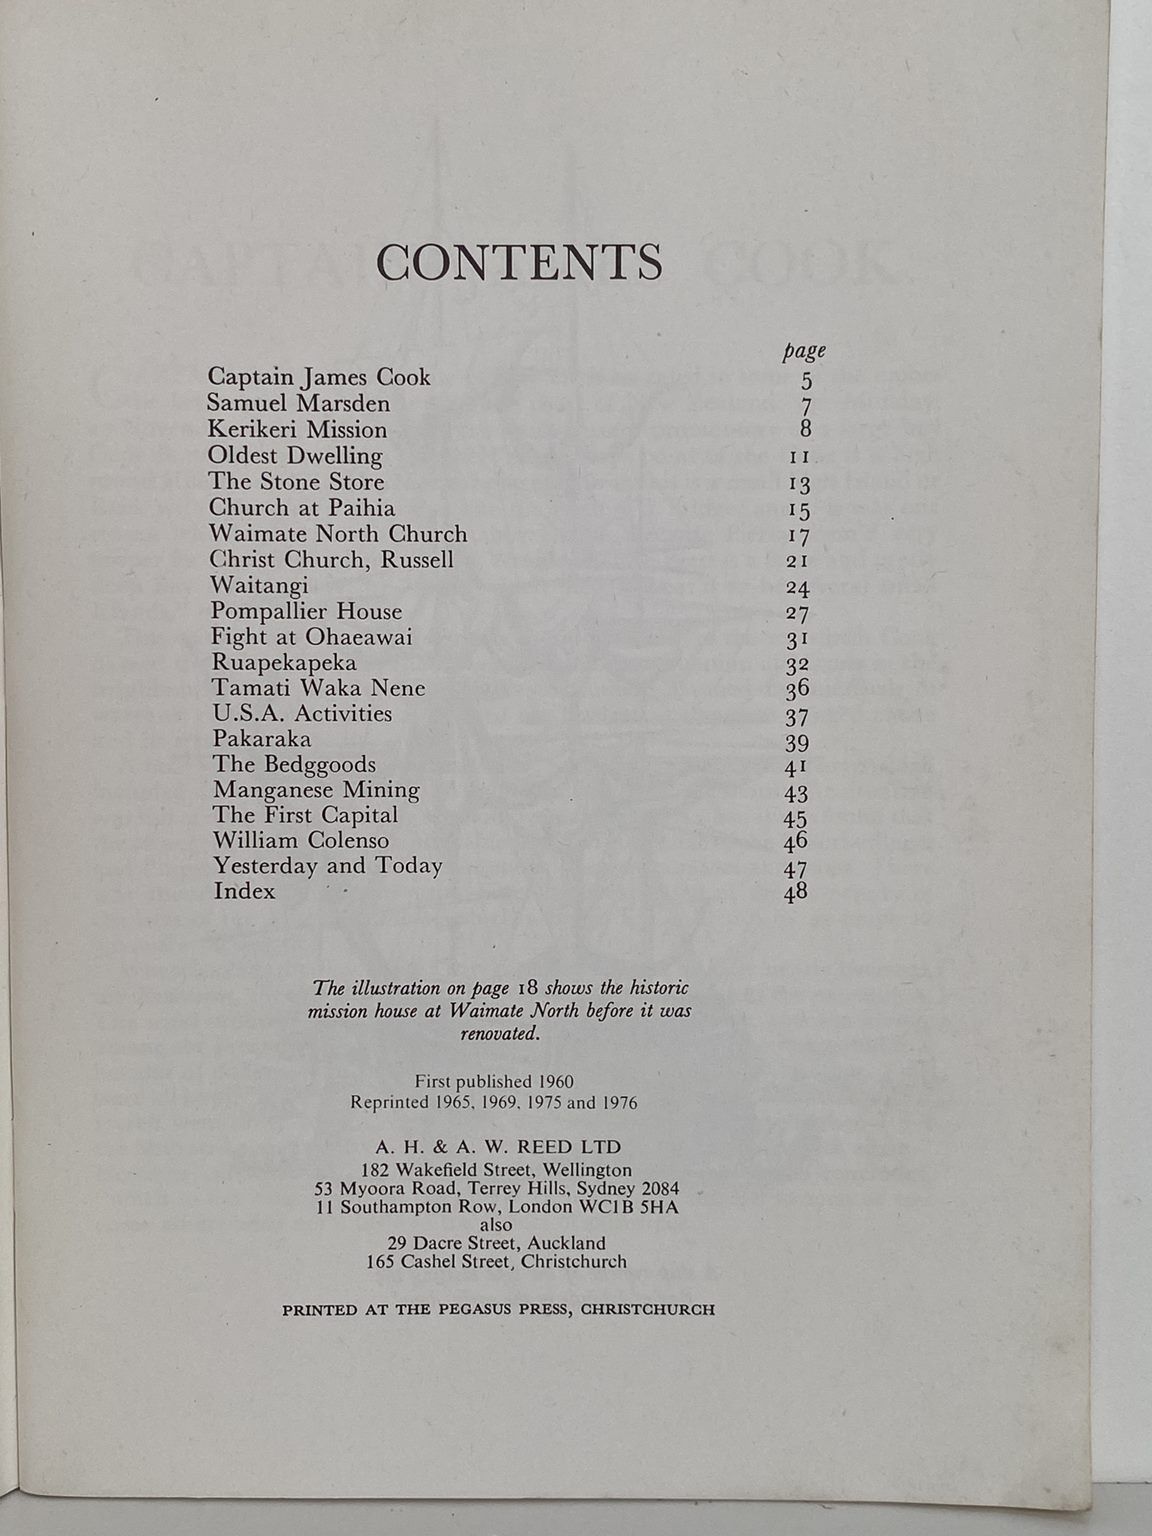 CONTENTS
page
Captain James Cook 5
Samuel Marsden 7
Kerikeri Mission 8
Oldest Dwelling 11
The Stone Store 13
Church at Paihia 15
Waimate North Church 17
Christ Church, Russell 21
Waitangi 24
Pompallier House 27
Fight at Ohaeawai 31
Ruapekapeka 32
Tamati Waka Nene 36
U.S.A. Activities 37
Pakaraka 39
The Bedggoods 41
Manganese Mining 43
The First Capital 45
William Colenso 46
Yesterday and Today 47
Index 48
The illustration on page 18 shows the historic
mission house at Waimate North before it was
renovated.
First published 1960
Reprinted 1965, 1969, 1975 and 1976
A. H. & A. W. REED LTD
182 Wakefield Street, Wellington
53 Myoora Road, Terrey Hills, Sydney 2084
11 Southampton Row, London WC1B 5HA
also
29 Dacre Street, Auckland
165 Cashel Street, Christchurch
PRINTED AT THE PEGASUS PRESS, CHRISTCHURCH